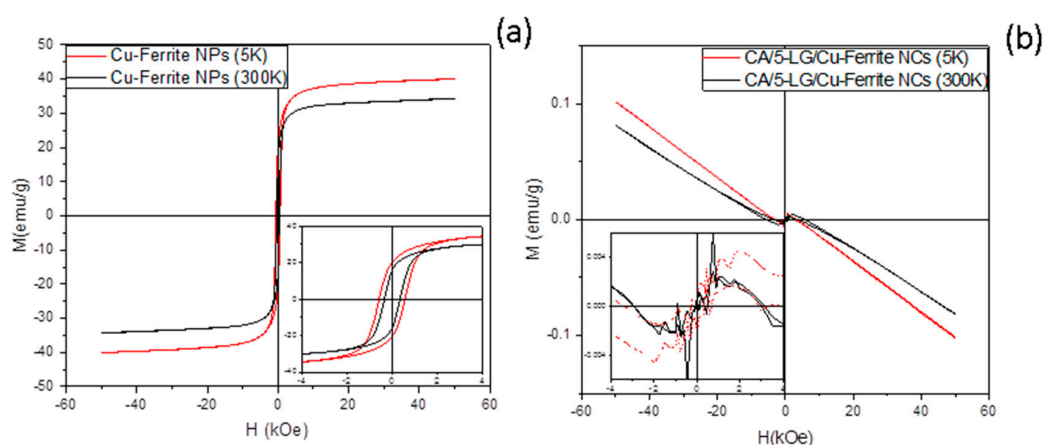 (a)
Cu-Ferrite NPs (5K)
Cu-Ferrite NPs (300K)
M(emu/g)
50
40
30
20
10
0
-10
-20
-30
-40
-50
-60 -40 -20 0 20 40 60
H (kOe)
40
20
0
-20
-40
-2 0 2 4
(b)
CA/5-LG/Cu-Ferrite NCs (5K)
CA/5-LG/Cu-Ferrite NCs (300K)
M (emu/g)
0.1
0.0
-0.1
-60 -40 -20 0 20 40 60
H(kOe)
0.004
0.000
-0.004
-4 -2 0 2 4